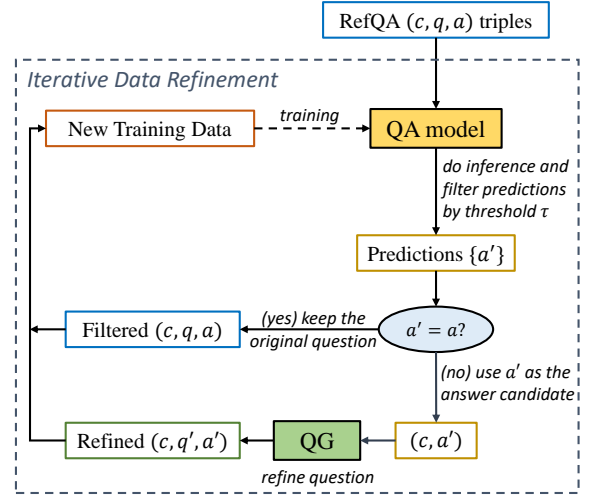 RefQA (c, q, a) triples
Iterative Data Refinement
New Training Data
training
QA model
do inference and
filter predictions
by threshold τ
Predictions {a′}
Filtered (c, q, a)
(yes) keep the
original question
a′ = a?
(no) use a′ as the
answer candidate
Refined (c, q′, a′)
QG
(c, a′)
refine question